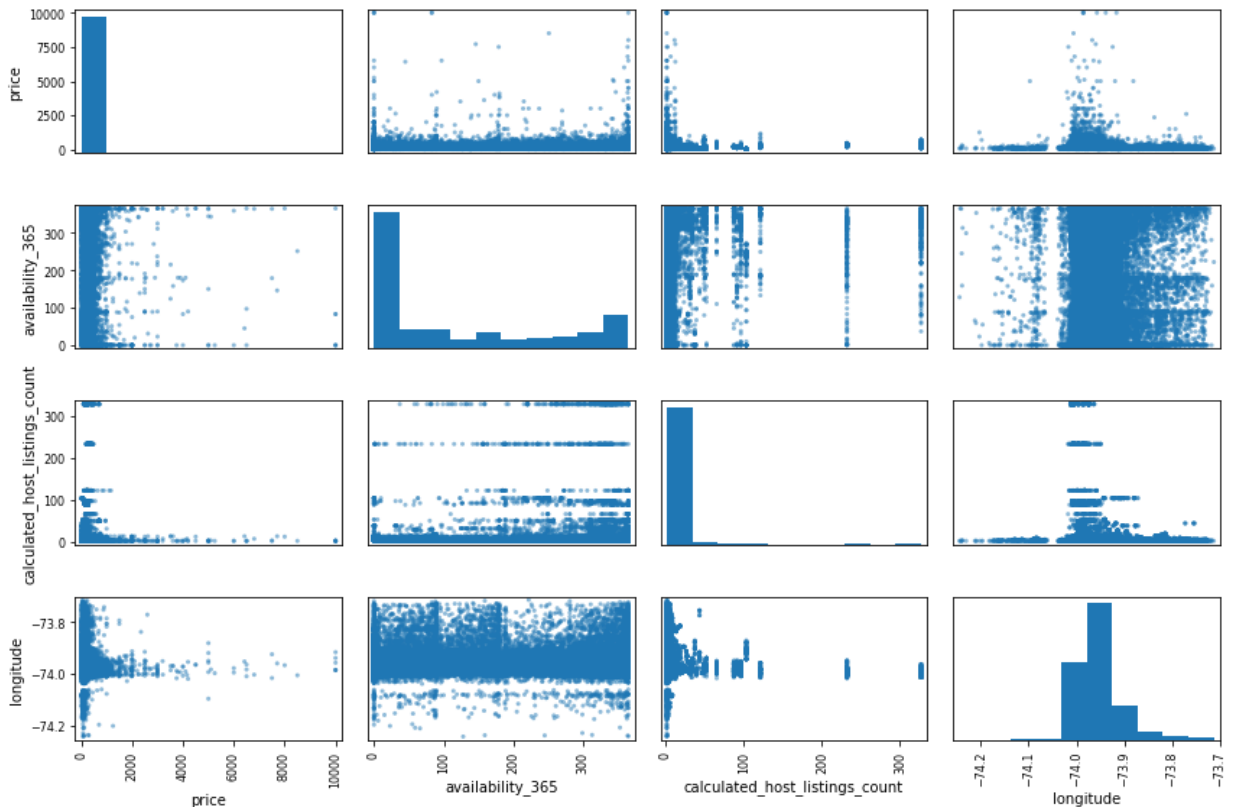 10000
7500
5000
2500
0
price
300
200
100
0
availability_365
300
200
100
0
calculated_host_listings_count
−73.8
−74.0
−74.2
longitude
0 2000 4000 6000 8000 10000 0 100 200 300 0 100 200 300 −74.2 −74.1 −74.0 −73.9 −73.8 −73.7
price availability_365 calculated_host_listings_count longitude